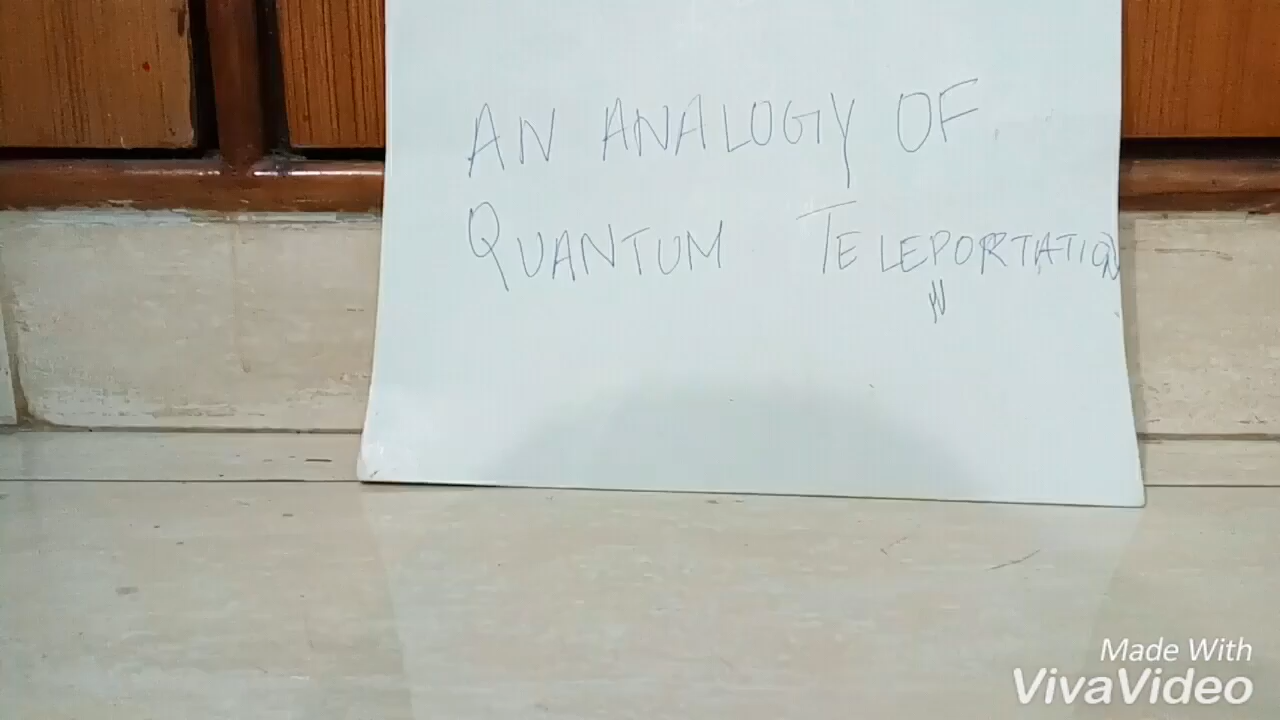 AN ANALOGY OF
QUANTUM TELEPORTATION
N
Made With
VivaVideo